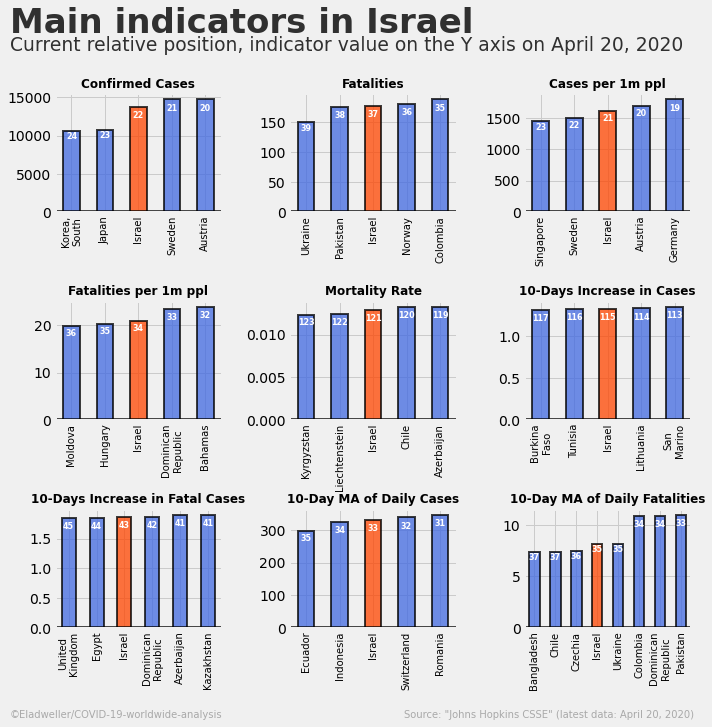 Main indicators in Israel
Current relative position, indicator value on the Y axis on April 20, 2020
Confirmed Cases
15000
10000
5000
0
24
23
22
21
20
Korea,
South
Japan
Israel
Sweden
Austria
Fatalities
150
100
50
0
39
38
37
36
35
Ukraine
Pakistan
Israel
Norway
Colombia
Cases per 1m ppl
1500
1000
500
0
23
22
21
20
19
Singapore
Sweden
Israel
Austria
Germany
Fatalities per 1m ppl
20
10
0
36
35
34
33
32
Moldova
Hungary
Israel
Dominican
Republic
Bahamas
Mortality Rate
0.010
0.005
0.000
123
122
121
120
119
Kyrgyzstan
Liechtenstein
Israel
Chile
Azerbaijan
10-Days Increase in Cases
1.0
0.5
0.0
117
116
115
114
113
Burkina
Faso
Tunisia
Israel
Lithuania
San
Marino
10-Days Increase in Fatal Cases
1.5
1.0
0.5
0.0
45
44
43
42
41
41
United
Kingdom
Egypt
Israel
Dominican
Republic
Azerbaijan
Kazakhstan
10-Day MA of Daily Cases
300
200
100
0
35
34
33
32
31
Ecuador
Indonesia
Israel
Switzerland
Romania
10-Day MA of Daily Fatalities
10
5
0
37
37
36
35
35
34
34
33
Bangladesh
Chile
Czechia
Israel
Ukraine
Colombia
Dominican
Republic
Pakistan
©Eladweller/COVID-19-worldwide-analysis
Source: "Johns Hopkins CSSE" (latest data: April 20, 2020)